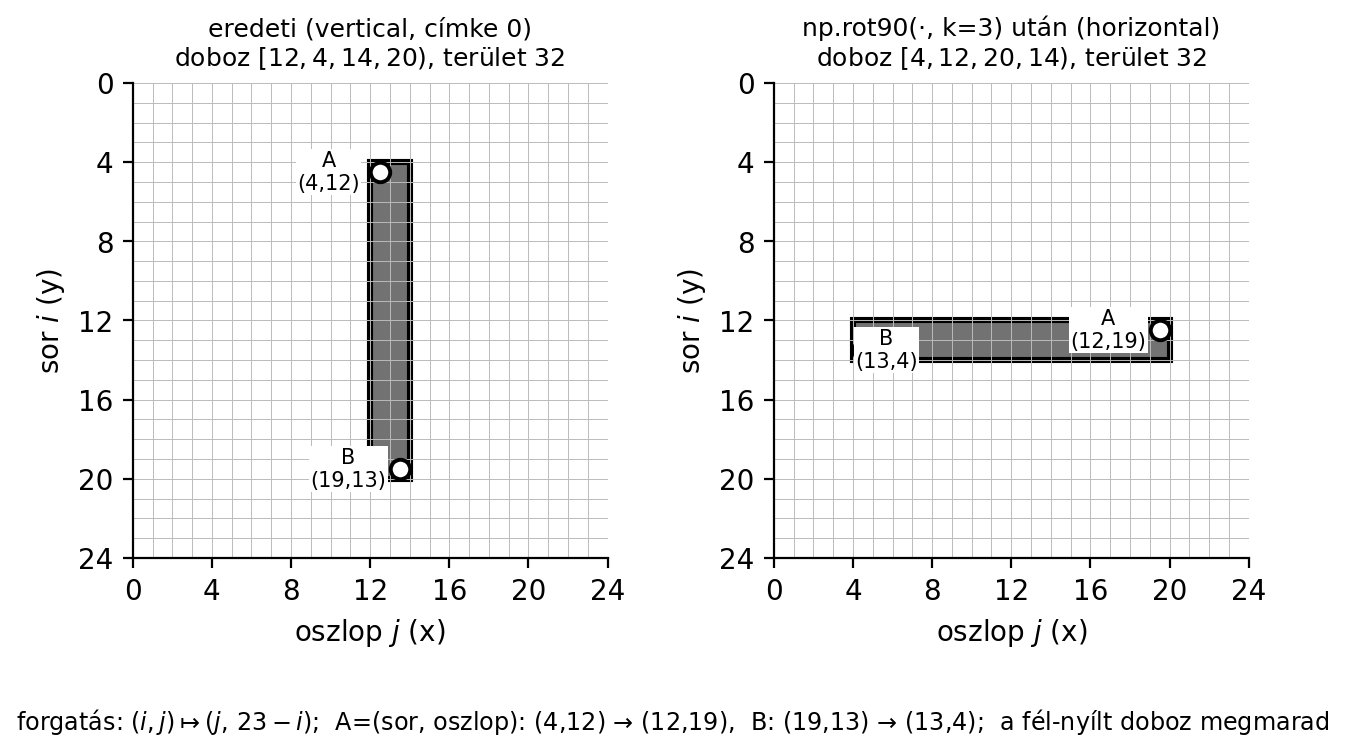 eredeti (vertical, címke 0)
doboz [12, 4, 14, 20), terület 32
np.rot90(·, k=3) után (horizontal)
doboz [4, 12, 20, 14), terület 32
sor i (y)
0
4
8
12
16
20
24
A
(4,12)
B
(19,13)
0 4 8 12 16 20 24
oszlop j (x)
sor i (y)
0
4
8
12
16
20
24
A
(12,19)
B
(13,4)
0 4 8 12 16 20 24
oszlop j (x)
forgatás: (i, j) ↦ (j, 23 − i); A=(sor, oszlop): (4,12) → (12,19), B: (19,13) → (13,4); a fél-nyílt doboz megmarad